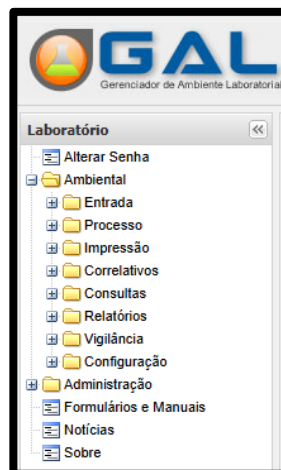 GAL
Gerenciador de Ambiente Laboratorial
Laboratório
Alterar Senha
Ambiental
Entrada
Processo
Impressão
Correlativos
Consultas
Relatórios
Vigilância
Configuração
Administração
Formulários e Manuais
Notícias
Sobre